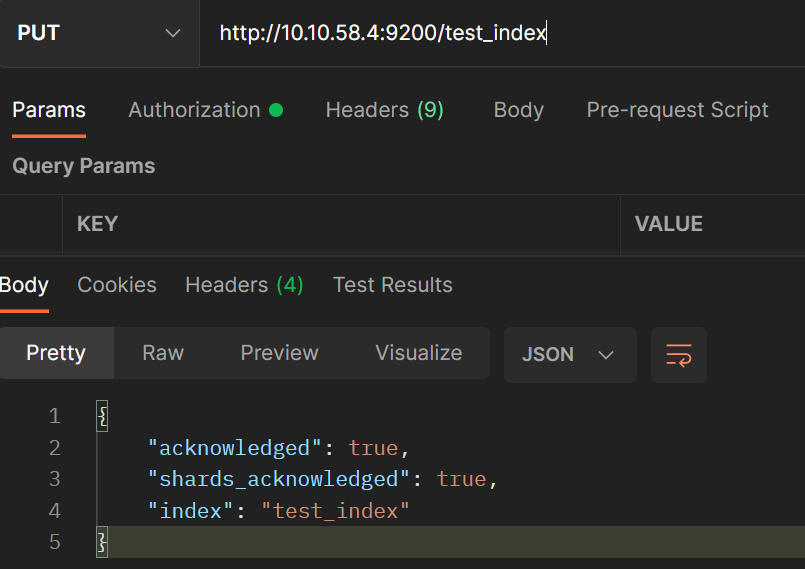 PUT http://10.10.58.4:9200/test_index
Params Authorization Headers (9) Body Pre-request Script
Query Params
KEY VALUE
Body Cookies Headers (4) Test Results
Pretty Raw Preview Visualize JSON
1 {
2 "acknowledged": true,
3 "shards_acknowledged": true,
4 "index": "test_index"
5 }